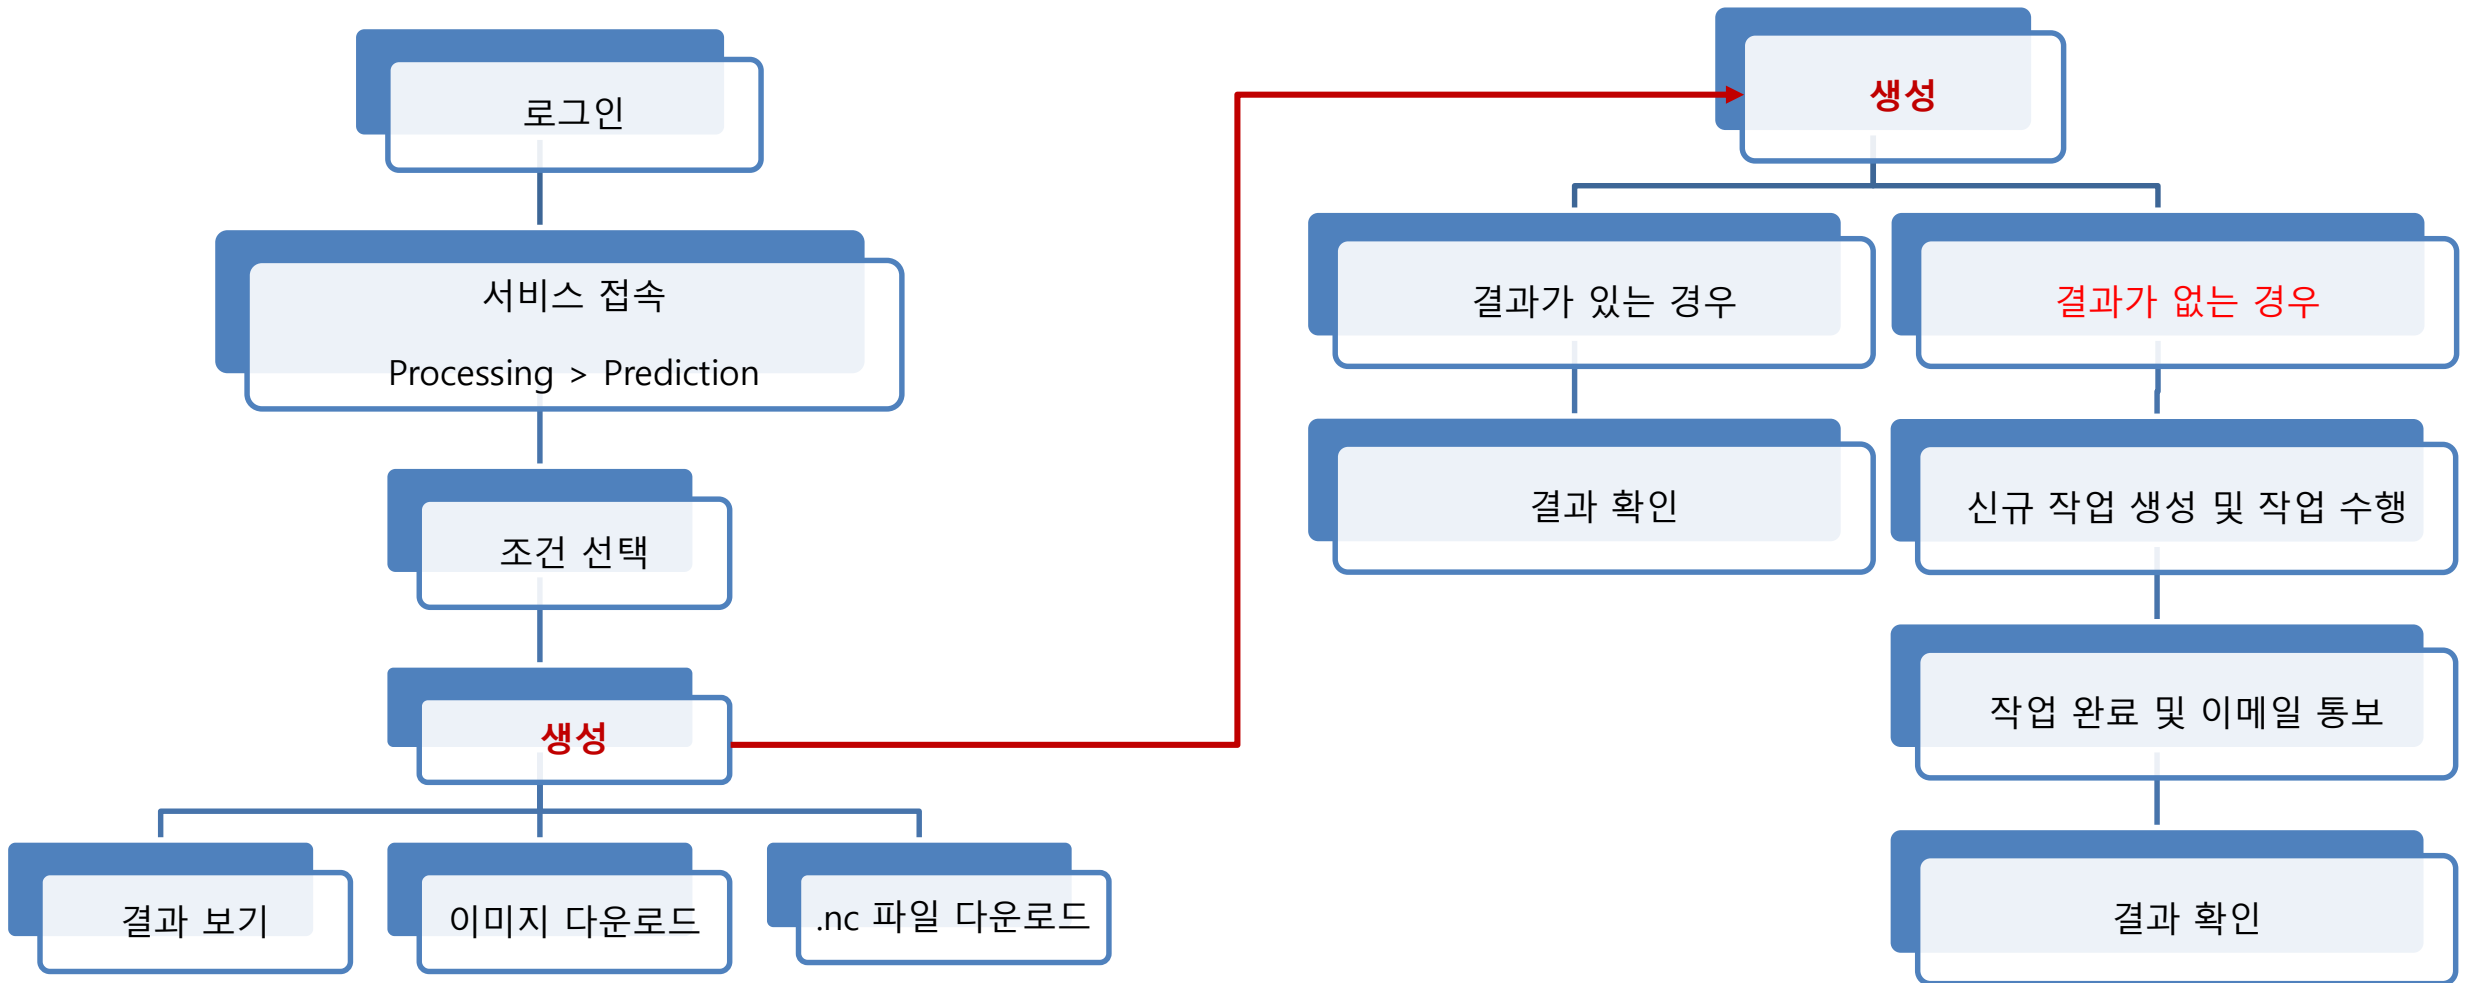 로그인
서비스 접속
Processing > Prediction
조건 선택
생성
결과 보기
이미지 다운로드
.nc 파일 다운로드
생성
결과가 있는 경우
결과 확인
결과가 없는 경우
신규 작업 생성 및 작업 수행
작업 완료 및 이메일 통보
결과 확인